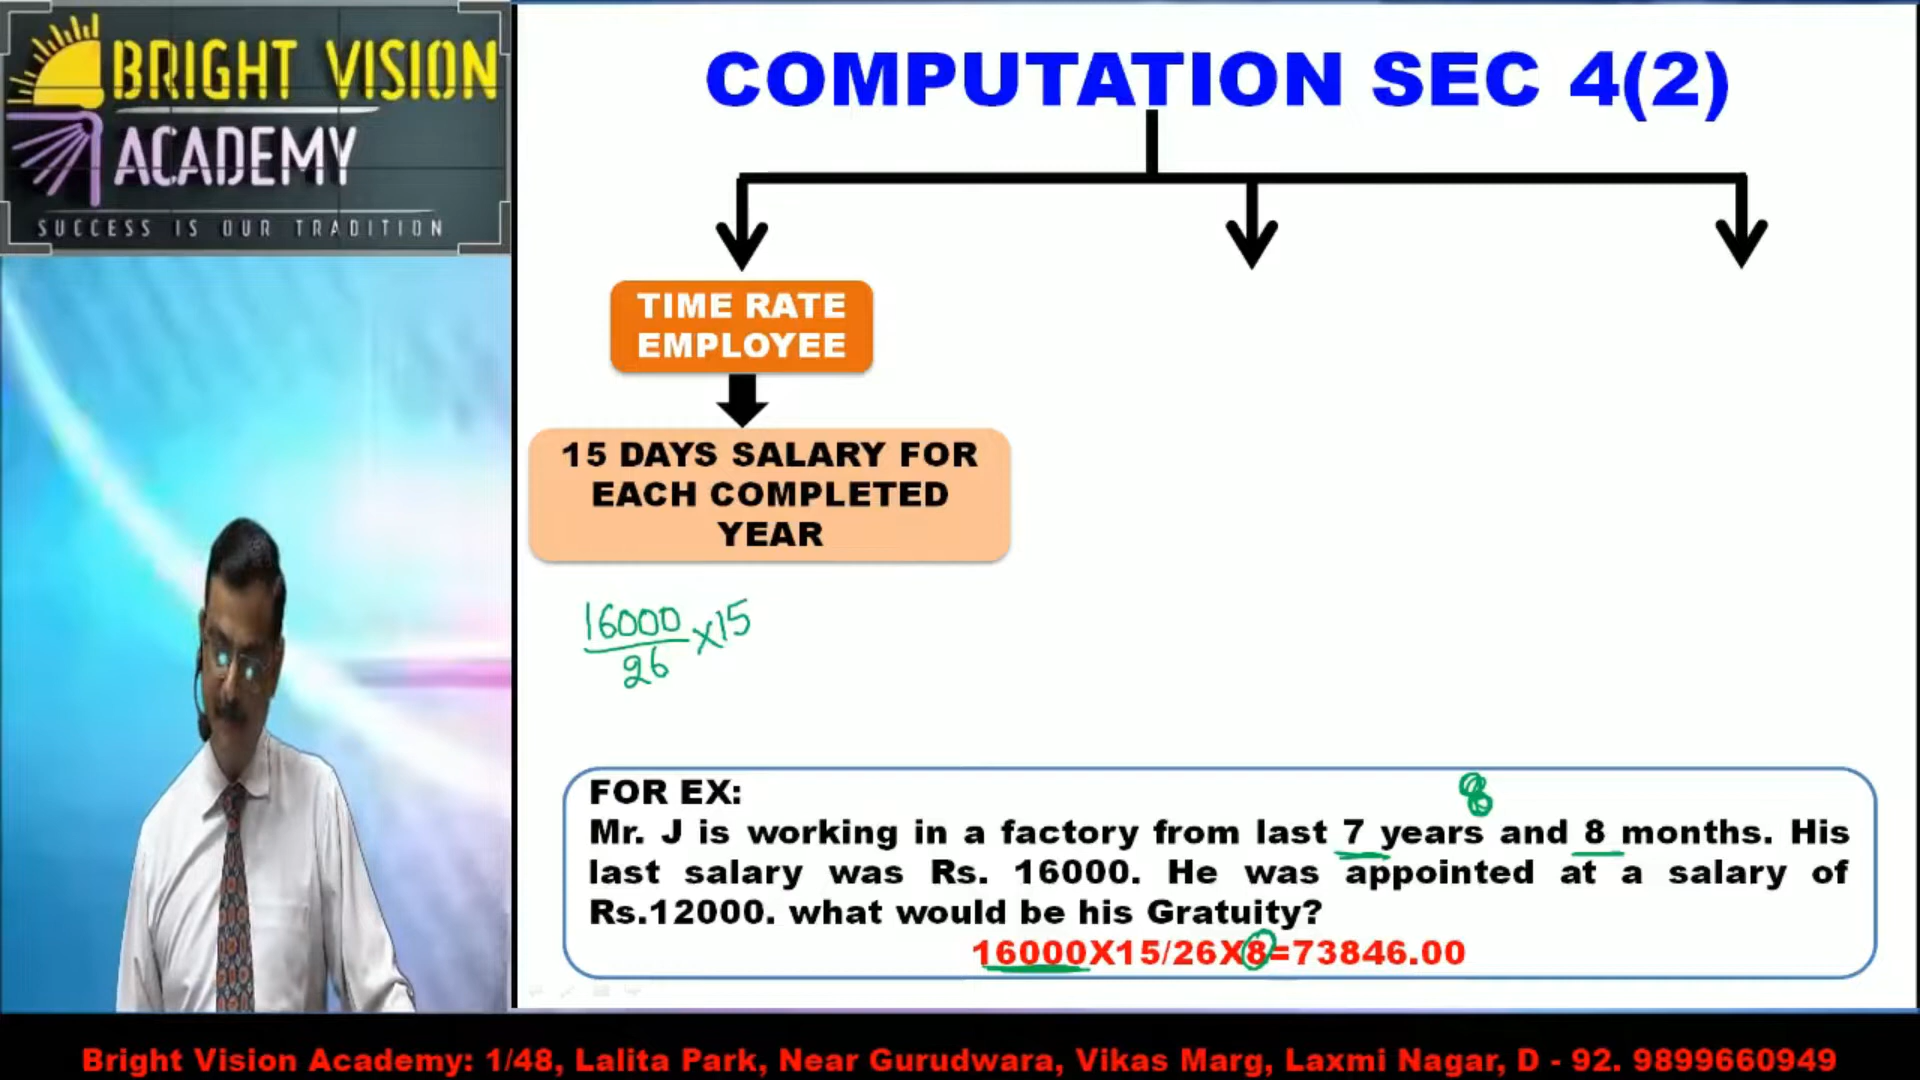 BRIGHT VISION
ACADEMY
SUCCESS IS OUR TRADITION
COMPUTATION SEC 4(2)
TIME RATE
EMPLOYEE
15 DAYS SALARY FOR
EACH COMPLETED
YEAR
16000
26
×15
FOR EX:
8
Mr. J is working in a factory from last 7 years and 8 months. His
last salary was Rs. 16000. He was appointed at a salary of
Rs.12000. what would be his Gratuity?
16000X15/26X8=73846.00
Bright Vision Academy: 1/48, Lalita Park, Near Gurudwara, Vikas Marg, Laxmi Nagar, D - 92. 9899660949